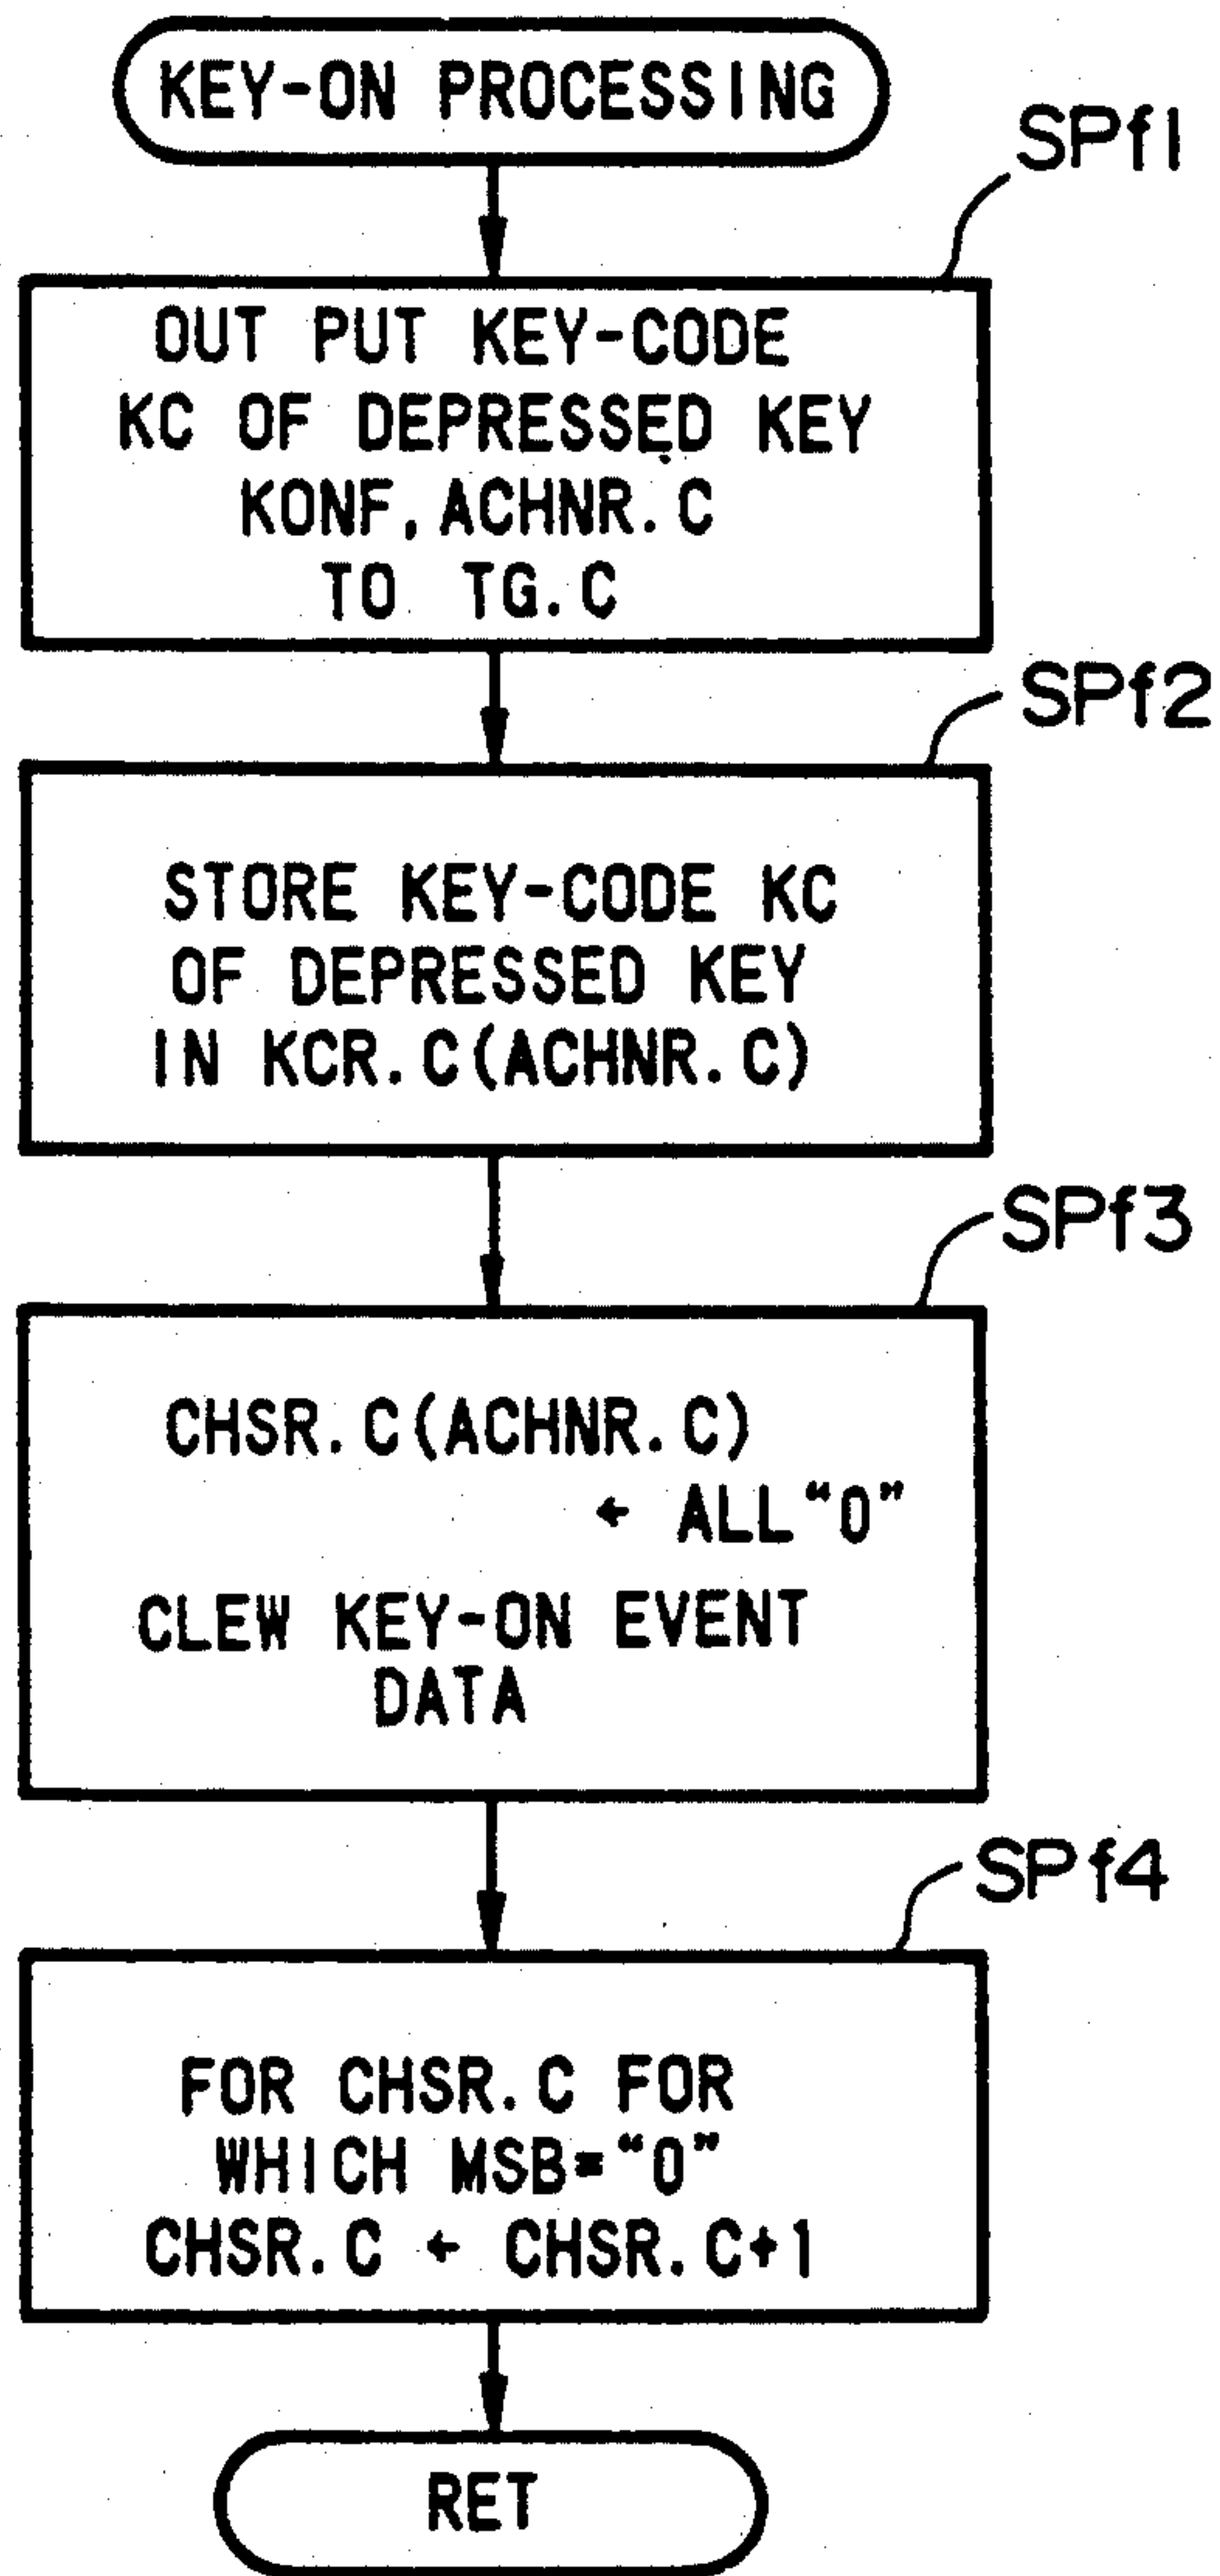 KEY-ON PROCESSING
SPf1
OUT PUT KEY-CODE
KC OF DEPRESSED KEY
KONF, ACHNR. C
TO TG. C
SPf2
STORE KEY-CODE KC
OF DEPRESSED KEY
IN KCR. C(ACHNR. C)
SPf3
CHSR. C(ACHNR. C)
← ALL“0”
CLEW KEY-ON EVENT
DATA
SPf4
FOR CHSR. C FOR
WHICH MSB=“0”
CHSR. C ← CHSR. C+1
RET